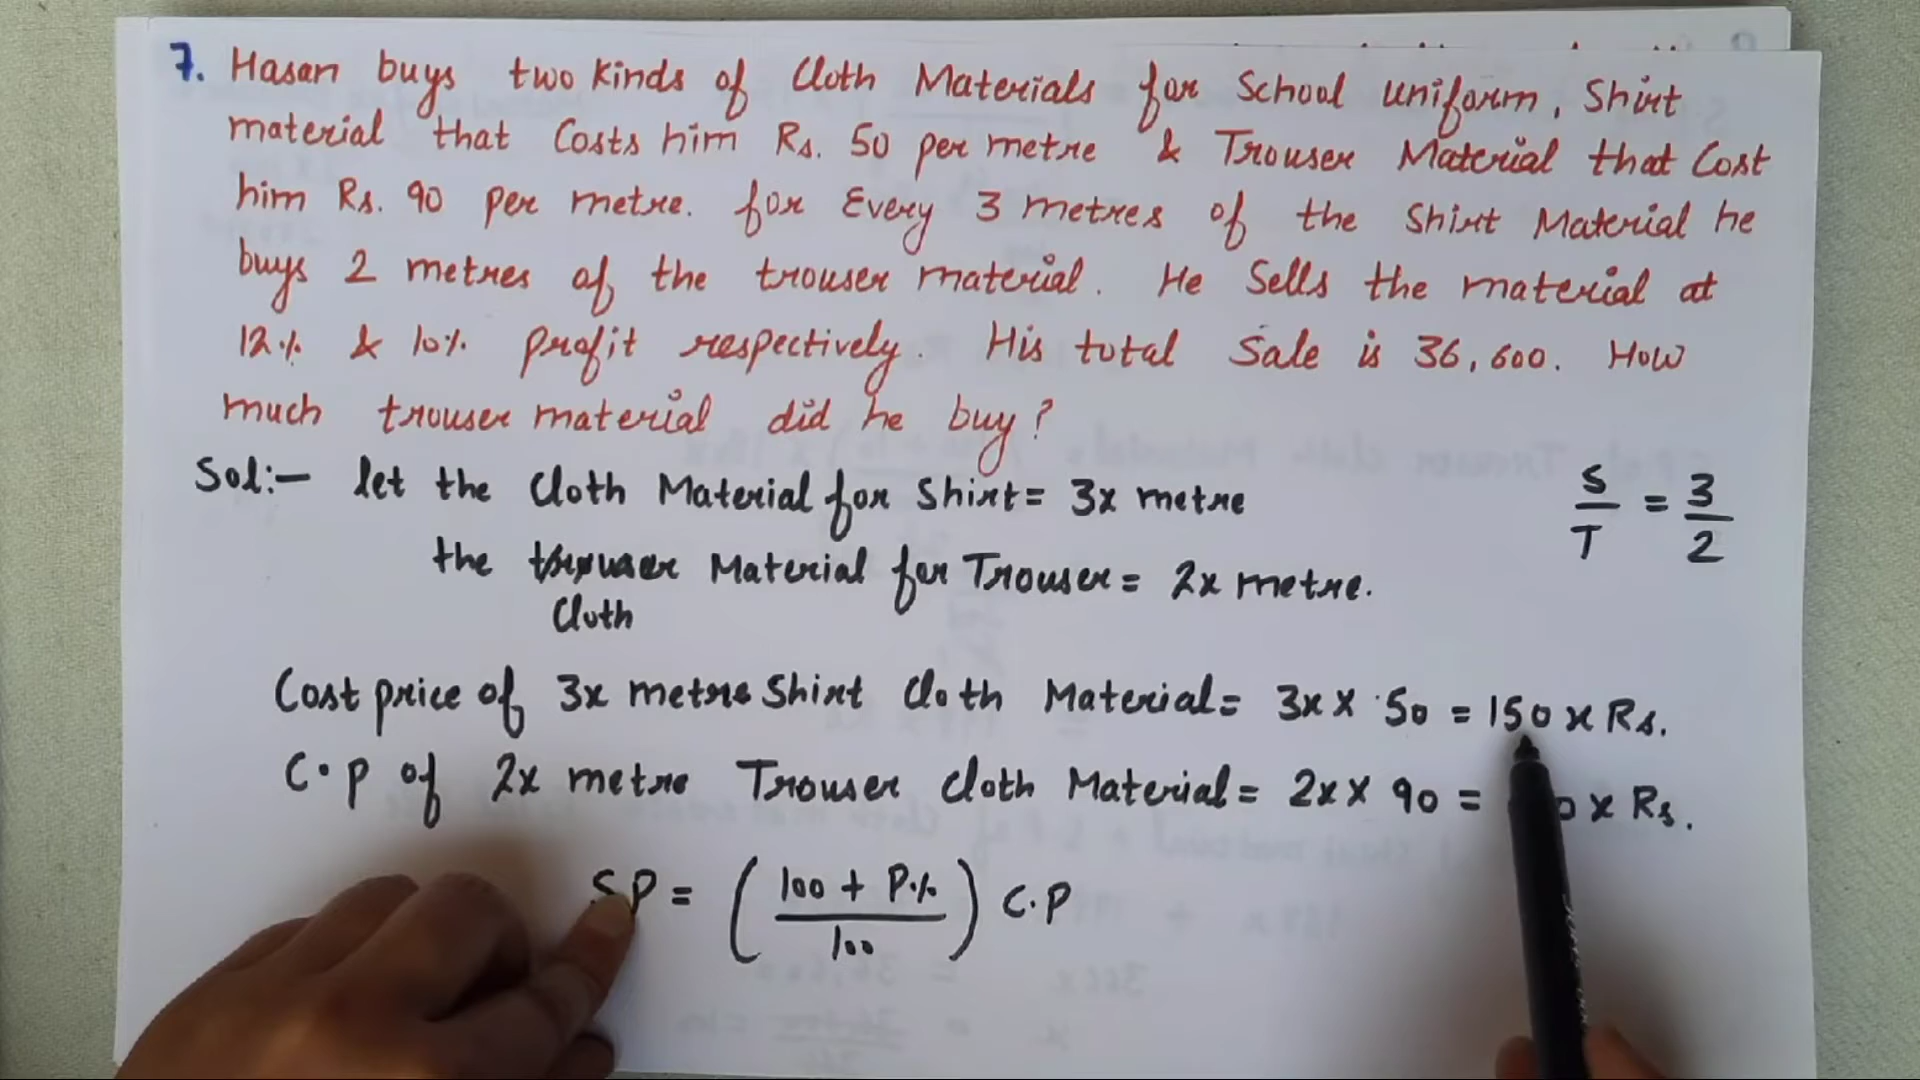 7. Hasan buys two kinds of Cloth Materials for School uniform, Shirt
material that Costs him Rs. 50 per metre & Trouser Material that Cost
him Rs. 90 per metre. for Every 3 metres of the Shirt Material he
buys 2 metres of the trouser material. He Sells the material at
12% & 10% profit respectively. His total Sale is 36,600. How
much trouser material did he buy?
Sol:- let the Cloth Material for Shirt = 3x metre
S/T = 3/2
the Material for Trouser = 2x metre.
Cloth
Cost price of 3x metre Shirt Cloth Material = 3x × 50 = 150x Rs.
C.p of 2x metre Trouser Cloth Material = 2x × 90 = 0x Rs.
SP = (100 + P% / 100) C.P